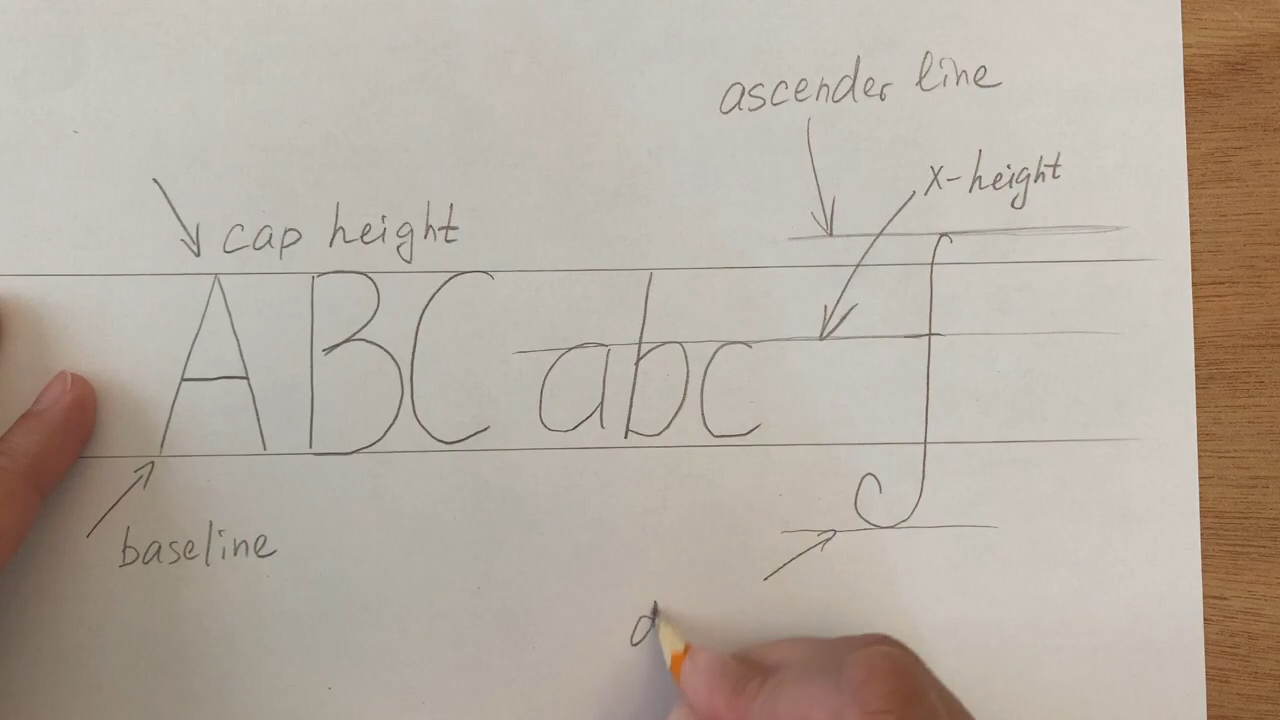 ascender line
x-height
cap height
ABC abc f
baseline
d